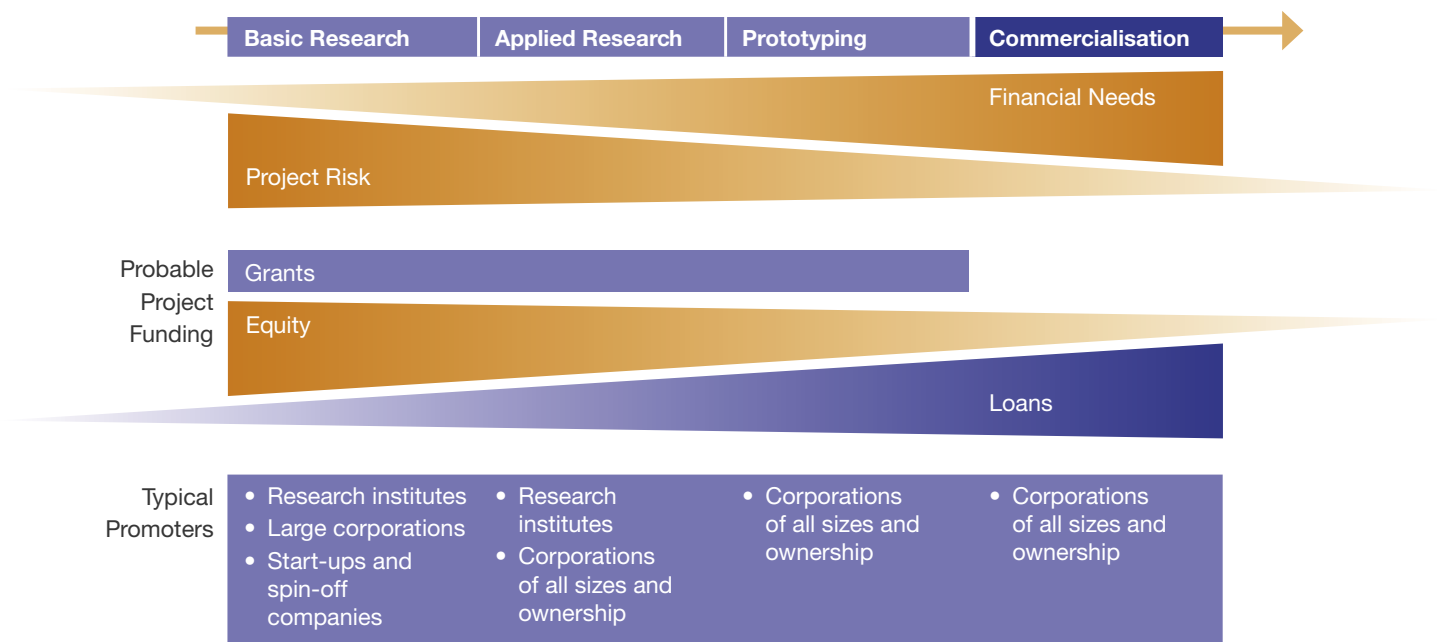 Basic Research
Applied Research
Prototyping
Commercialisation
Financial Needs
Project Risk
Probable
Project
Funding
Grants
Equity
Loans
Typical
Promoters
• Research institutes
• Large corporations
• Start-ups and
spin-off
companies
• Research
institutes
• Corporations
of all sizes and
ownership
• Corporations
of all sizes and
ownership
• Corporations
of all sizes and
ownership